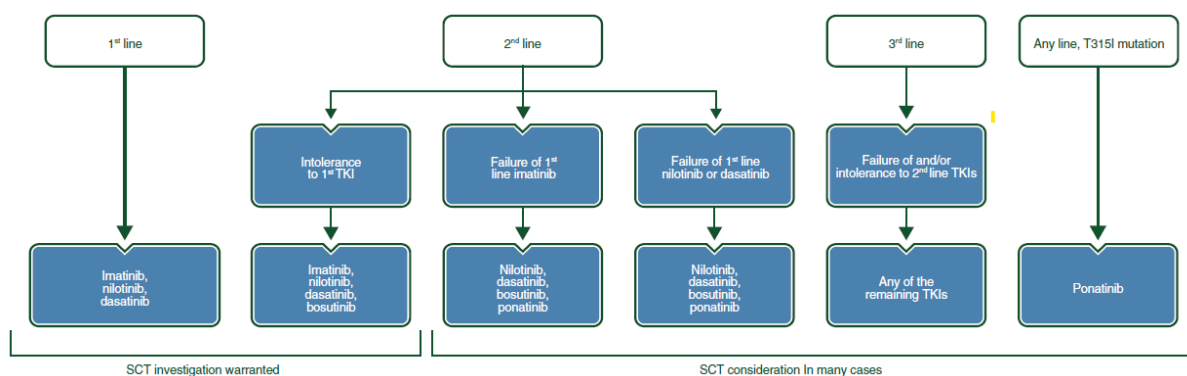 1st line
2nd line
3rd line
Any line, T315I mutation
Intolerance
to 1st TKI
Failure of 1st
line imatinib
Failure of 1st line
nilotinib or dasatinib
Failure of and/or
intolerance to 2nd line TKIs
Imatinib,
nilotinib,
dasatinib
Imatinib,
nilotinib,
dasatinib,
bosutinib
Nilotinib,
dasatinib,
bosutinib,
ponatinib
Nilotinib,
dasatinib,
bosutinib,
ponatinib
Any of the
remaining TKIs
Ponatinib
SCT investigation warranted
SCT consideration In many cases